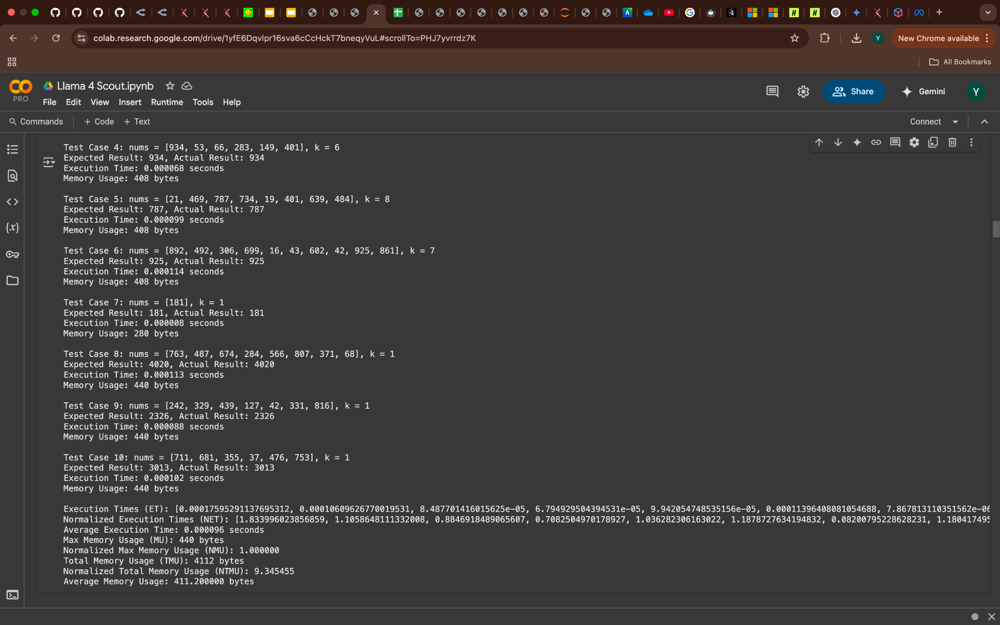 colab.research.google.com/drive/1yfE6Dqvlpr16sva6cCcHckT7bneqyVuL#scrollTo=PHJ7yvrrdz7K
Y
New Chrome available
All Bookmarks
CO
PRO
Llama 4 Scout.ipynb
File Edit View Insert Runtime Tools Help
Share
Gemini
Y
Commands
+ Code + Text
Connect
Test Case 4: nums = [934, 53, 66, 283, 149, 401], k = 6
Expected Result: 934, Actual Result: 934
Execution Time: 0.000068 seconds
Memory Usage: 408 bytes
Test Case 5: nums = [21, 469, 787, 734, 19, 401, 639, 484], k = 8
Expected Result: 787, Actual Result: 787
Execution Time: 0.000099 seconds
Memory Usage: 408 bytes
Test Case 6: nums = [892, 492, 306, 699, 16, 43, 602, 42, 925, 861], k = 7
Expected Result: 925, Actual Result: 925
Execution Time: 0.000114 seconds
Memory Usage: 408 bytes
Test Case 7: nums = [181], k = 1
Expected Result: 181, Actual Result: 181
Execution Time: 0.000008 seconds
Memory Usage: 280 bytes
Test Case 8: nums = [763, 487, 674, 284, 566, 807, 371, 68], k = 1
Expected Result: 4020, Actual Result: 4020
Execution Time: 0.000113 seconds
Memory Usage: 440 bytes
Test Case 9: nums = [242, 329, 439, 127, 42, 331, 816], k = 1
Expected Result: 2326, Actual Result: 2326
Execution Time: 0.000088 seconds
Memory Usage: 440 bytes
Test Case 10: nums = [711, 681, 355, 37, 476, 753], k = 1
Expected Result: 3013, Actual Result: 3013
Execution Time: 0.000102 seconds
Memory Usage: 440 bytes
Execution Times (ET): [0.00017595291137695312, 0.00010609626770019531, 8.487701416015625e-05, 6.794929504394531e-05, 9.942054748535156e-05, 0.00011396408081054688, 7.867813110351562e-06
Normalized Execution Times (NET): [1.833996023856859, 1.1058648111332008, 0.8846918489065607, 0.7082504970178927, 1.036282306163022, 1.1878727634194832, 0.08200795228628231, 1.180417495
Average Execution Time: 0.000096 seconds
Max Memory Usage (MU): 440 bytes
Normalized Max Memory Usage (NMU): 1.000000
Total Memory Usage (TMU): 4112 bytes
Normalized Total Memory Usage (NTMU): 9.345455
Average Memory Usage: 411.200000 bytes